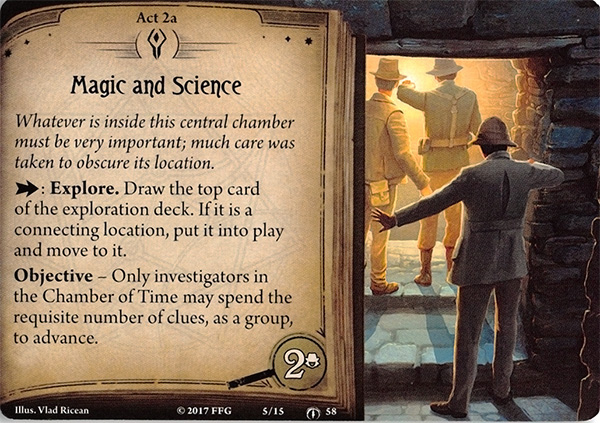 Act 2a
Magic and Science
Whatever is inside this central chamber
must be very important; much care was
taken to obscure its location.
: Explore. Draw the top card
of the exploration deck. If it is a
connecting location, put it into play
and move to it.
Objective – Only investigators in
the Chamber of Time may spend the
requisite number of clues, as a group,
to advance.
2
Illus. Vlad Ricean © 2017 FFG 5/15 58